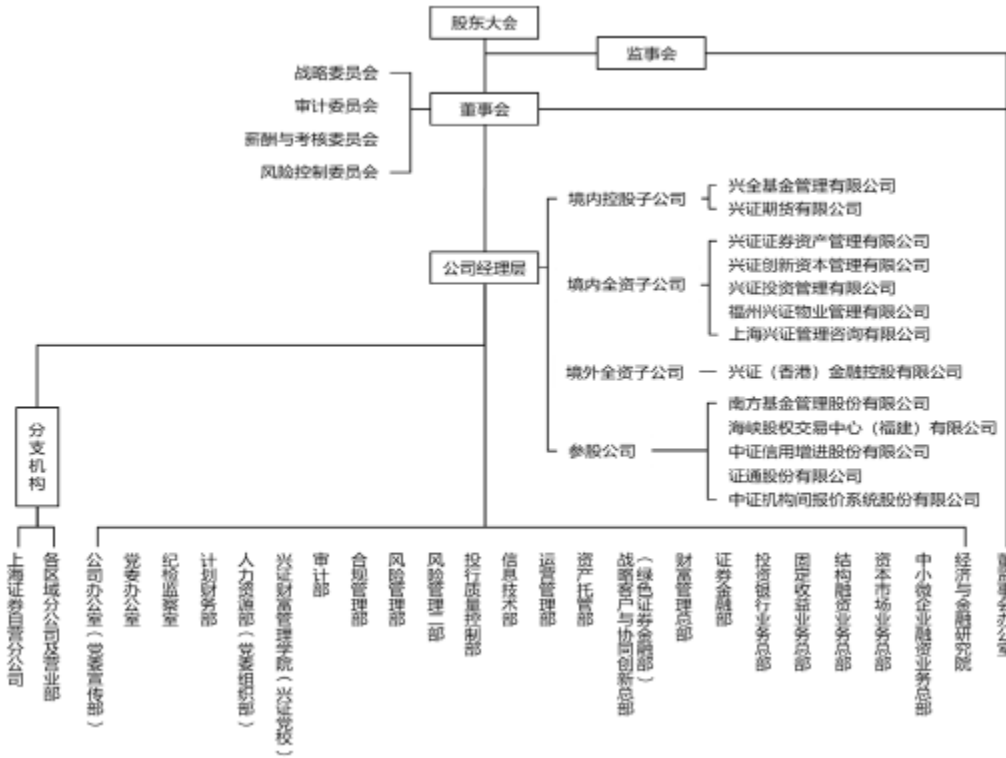 股东大会
监事会
战略委员会
审计委员会
董事会
薪酬与考核委员会
风险控制委员会
境内控股子公司
兴全基金管理有限公司
兴证期货有限公司
公司经理层
境内全资子公司
兴证证券资产管理有限公司
兴证创新资本管理有限公司
兴证投资管理有限公司
福州兴证物业管理有限公司
上海兴证管理咨询有限公司
境外全资子公司
兴证（香港）金融控股有限公司
参股公司
南方基金管理股份有限公司
海峡股权交易中心（福建）有限公司
中证信用增进股份有限公司
证通股份有限公司
中证机构间报价系统股份有限公司
分支机构
上海证券自营分公司
各区域分公司及营业部
公司办公室（党委宣传部）
党委办公室
纪检监察室
计划财务部
人力资源部（党委组织部）
兴证财富管理学院（兴证党校）
审计部
合规管理部
风险管理部
风险管理二部
投行质量控制部
信息技术部
运营管理部
资产托管部
战略客户与协同创新总部
（绿色证券金融部）
财富管理总部
证券金融部
投资银行业务总部
固定收益业务总部
结构融资业务总部
资本市场业务总部
中小微企业融资业务总部
经济与金融研究院